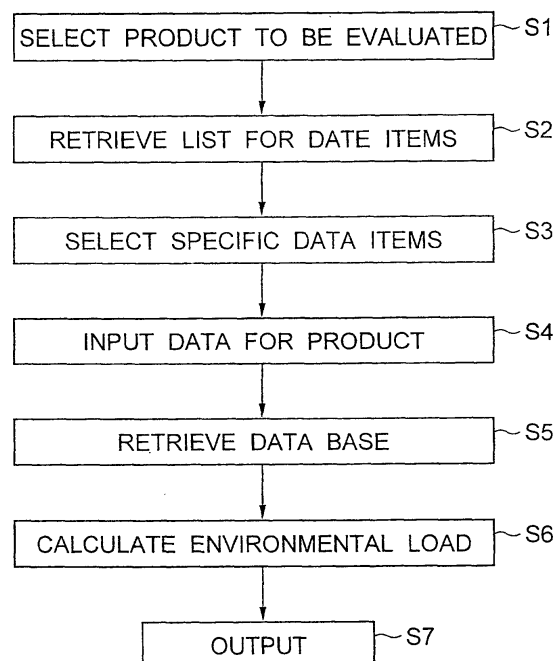 SELECT PRODUCT TO BE EVALUATED S1
RETRIEVE LIST FOR DATE ITEMS S2
SELECT SPECIFIC DATA ITEMS S3
INPUT DATA FOR PRODUCT S4
RETRIEVE DATA BASE S5
CALCULATE ENVIRONMENTAL LOAD S6
OUTPUT S7